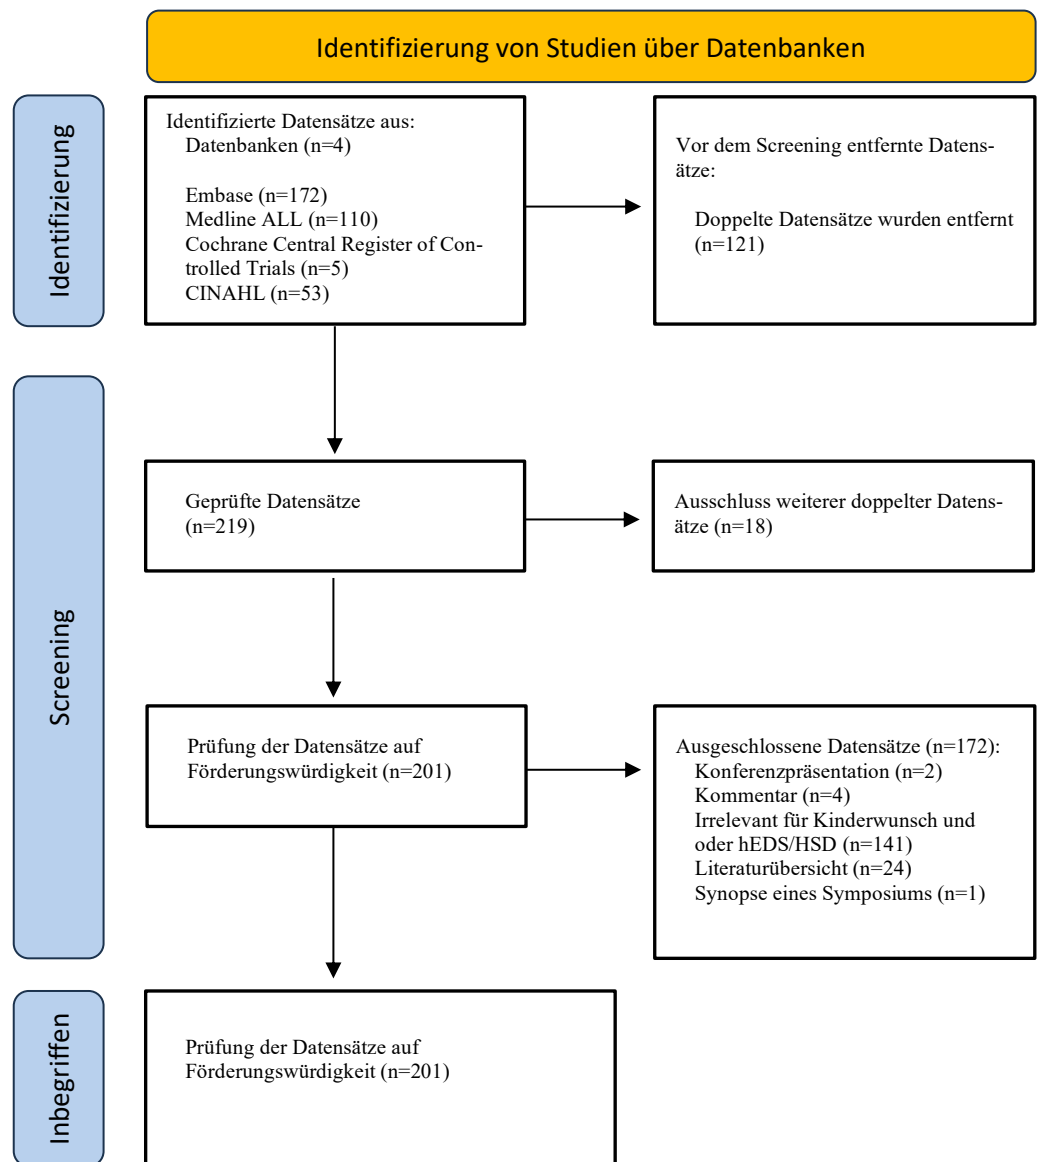 Identifizierung von Studien über Datenbanken
Identifizierung
Identifizierte Datensätze aus:
Datenbanken (n=4)
Embase (n=172)
Medline ALL (n=110)
Cochrane Central Register of Con-
trolled Trials (n=5)
CINAHL (n=53)
Vor dem Screening entfernte Datens-
ätze:
Doppelte Datensätze wurden entfernt
(n=121)
Screening
Geprüfte Datensätze
(n=219)
Ausschluss weiterer doppelter Datens-
ätze (n=18)
Prüfung der Datensätze auf
Förderungswürdigkeit (n=201)
Ausgeschlossene Datensätze (n=172):
Konferenzpräsentation (n=2)
Kommentar (n=4)
Irrelevant für Kinderwunsch und
oder hEDS/HSD (n=141)
Literaturübersicht (n=24)
Synopse eines Symposiums (n=1)
Inbegriffen
Prüfung der Datensätze auf
Förderungswürdigkeit (n=201)